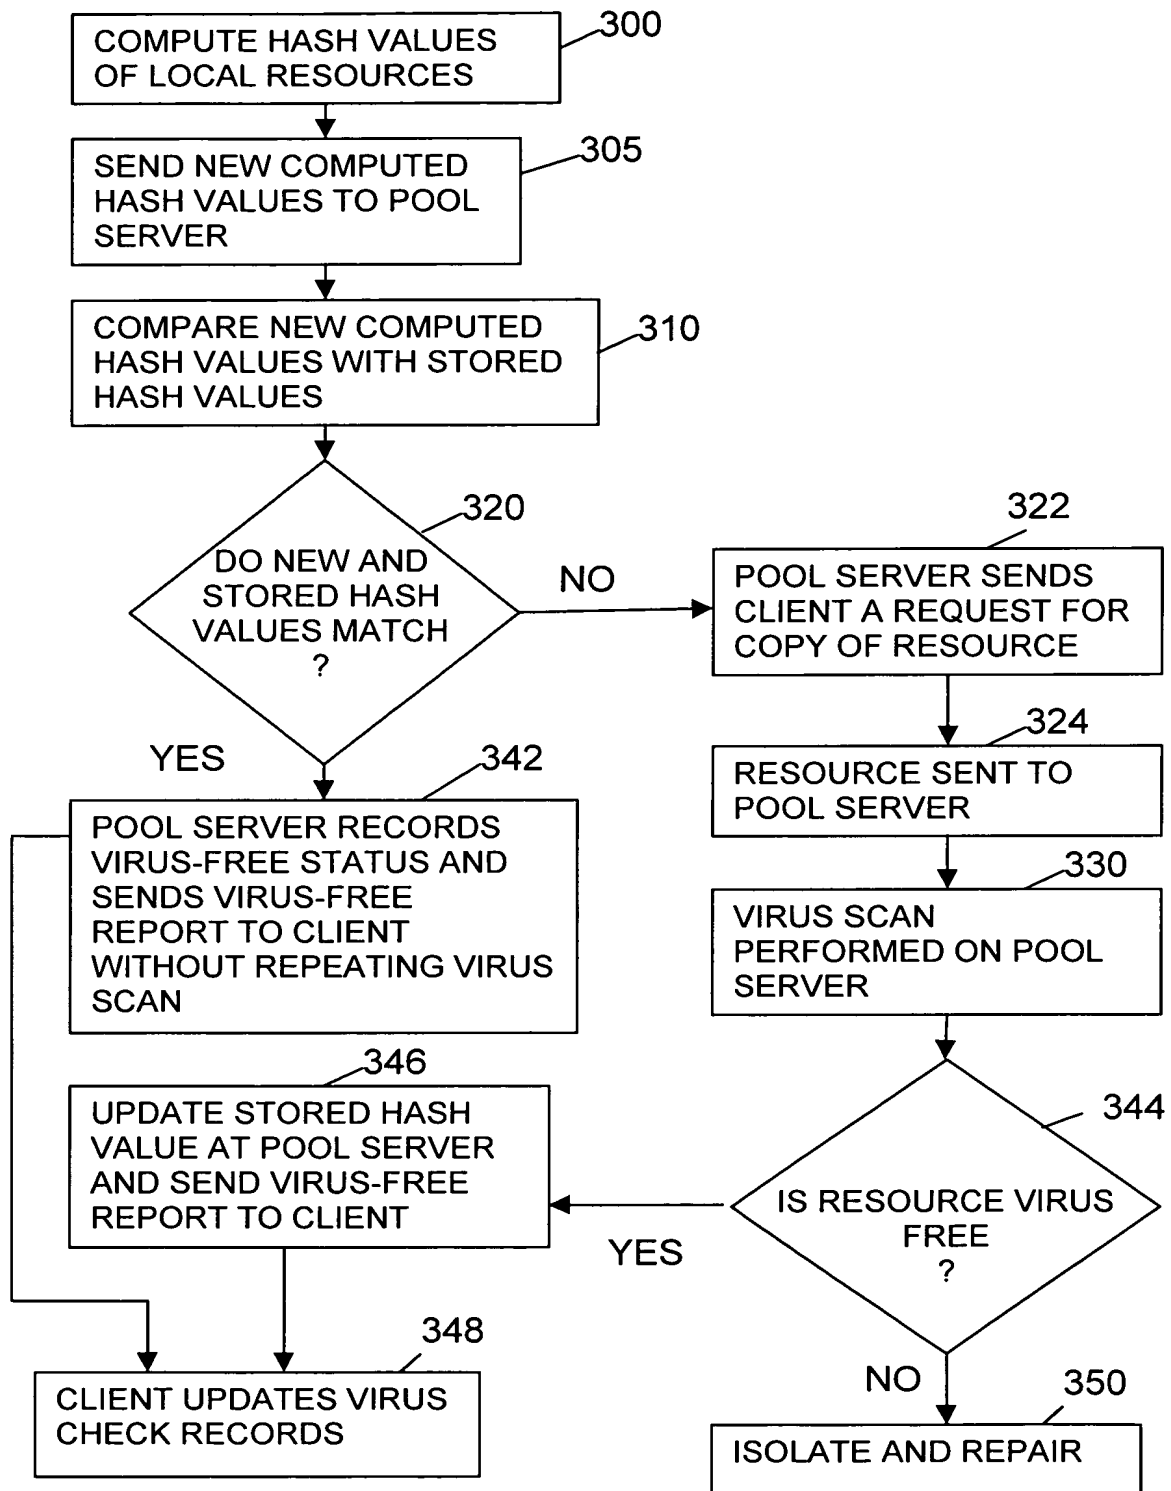 COMPUTE HASH VALUES
OF LOCAL RESOURCES
300
SEND NEW COMPUTED
HASH VALUES TO POOL
SERVER
305
COMPARE NEW COMPUTED
HASH VALUES WITH STORED
HASH VALUES
310
DO NEW AND
STORED HASH
VALUES MATCH
?
320
NO
322
POOL SERVER SENDS
CLIENT A REQUEST FOR
COPY OF RESOURCE
324
RESOURCE SENT TO
POOL SERVER
YES
342
POOL SERVER RECORDS
VIRUS-FREE STATUS AND
SENDS VIRUS-FREE
REPORT TO CLIENT
WITHOUT REPEATING VIRUS
SCAN
330
VIRUS SCAN
PERFORMED ON POOL
SERVER
344
IS RESOURCE VIRUS
FREE
?
YES
346
UPDATE STORED HASH
VALUE AT POOL SERVER
AND SEND VIRUS-FREE
REPORT TO CLIENT
348
CLIENT UPDATES VIRUS
CHECK RECORDS
NO
350
ISOLATE AND REPAIR